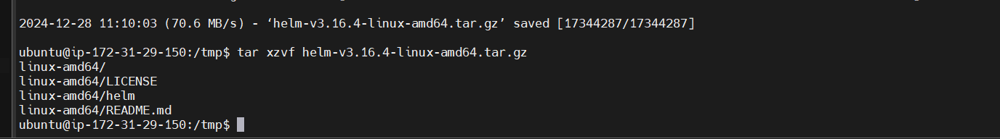 2024-12-28 11:10:03 (70.6 MB/s) - ‘helm-v3.16.4-linux-amd64.tar.gz’ saved [17344287/17344287]
ubuntu@ip-172-31-29-150:/tmp$ tar xzvf helm-v3.16.4-linux-amd64.tar.gz
linux-amd64/
linux-amd64/LICENSE
linux-amd64/helm
linux-amd64/README.md
ubuntu@ip-172-31-29-150:/tmp$